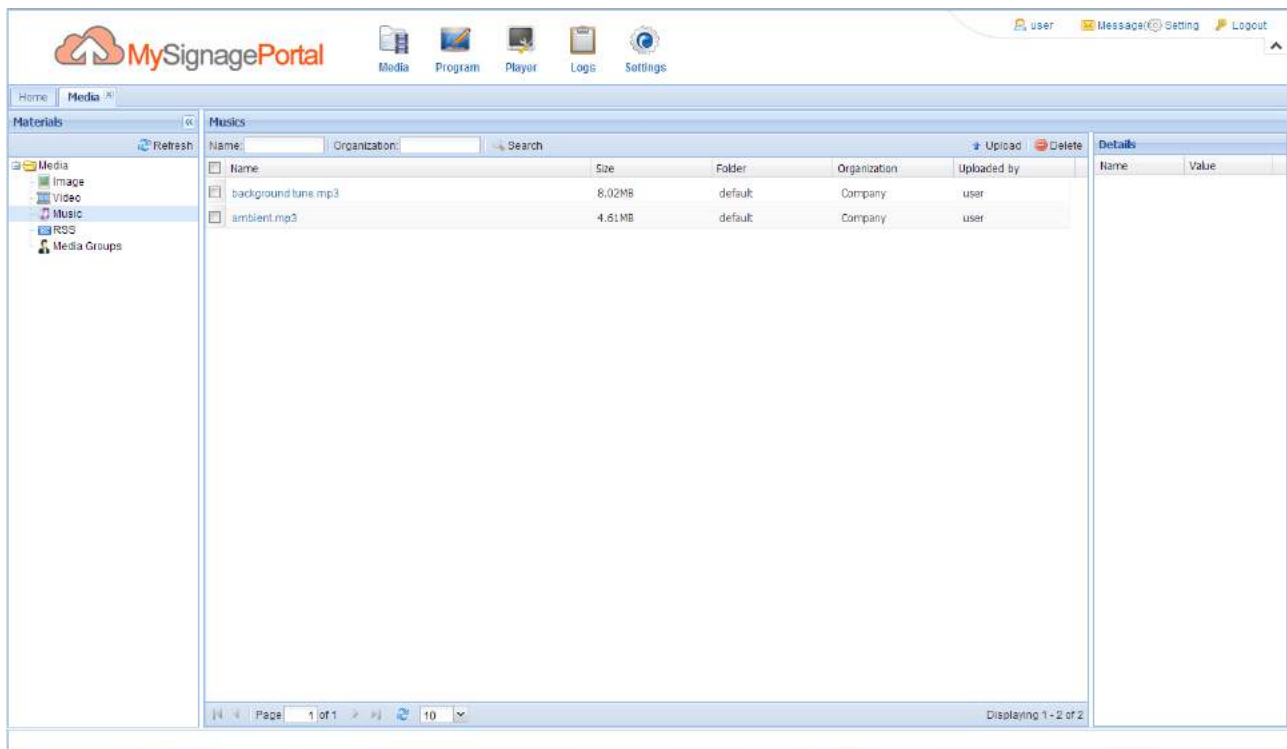 user Message( Setting Logout
MySignagePortal
Media Program Player Logs Settings
Home Media
Materials
Refresh
Media
Image
Video
Music
RSS
Media Groups
Musics
Name: Organization: Search Upload Delete
Name Size Folder Organization Uploaded by
background tune.mp3 8.02MB default Company user
ambient.mp3 4.61MB default Company user
Page 1 of 1 10 Displaying 1 - 2 of 2
Details
Name Value